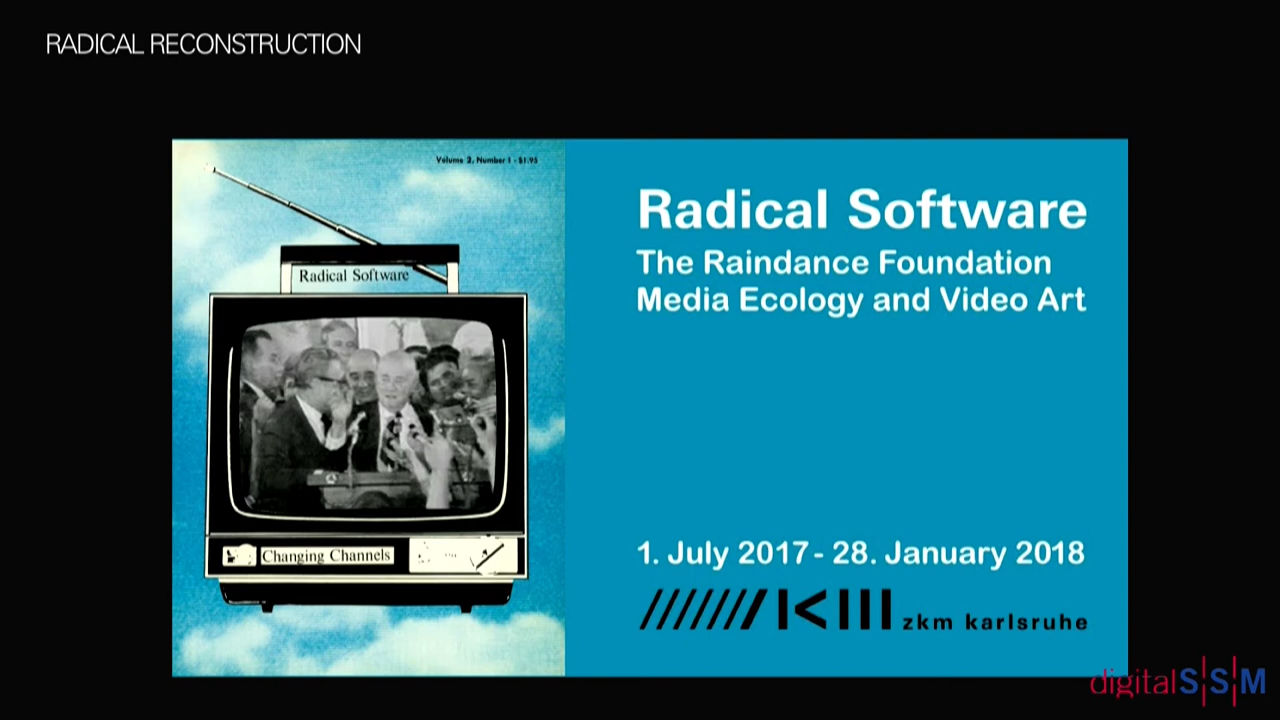 RADICAL RECONSTRUCTION
Volume 2, Number 1 - $1.95
Radical Software
Changing Channels
Radical Software
The Raindance Foundation
Media Ecology and Video Art
1. July 2017 - 28. January 2018
zkm karlsruhe
digitalS|S|M